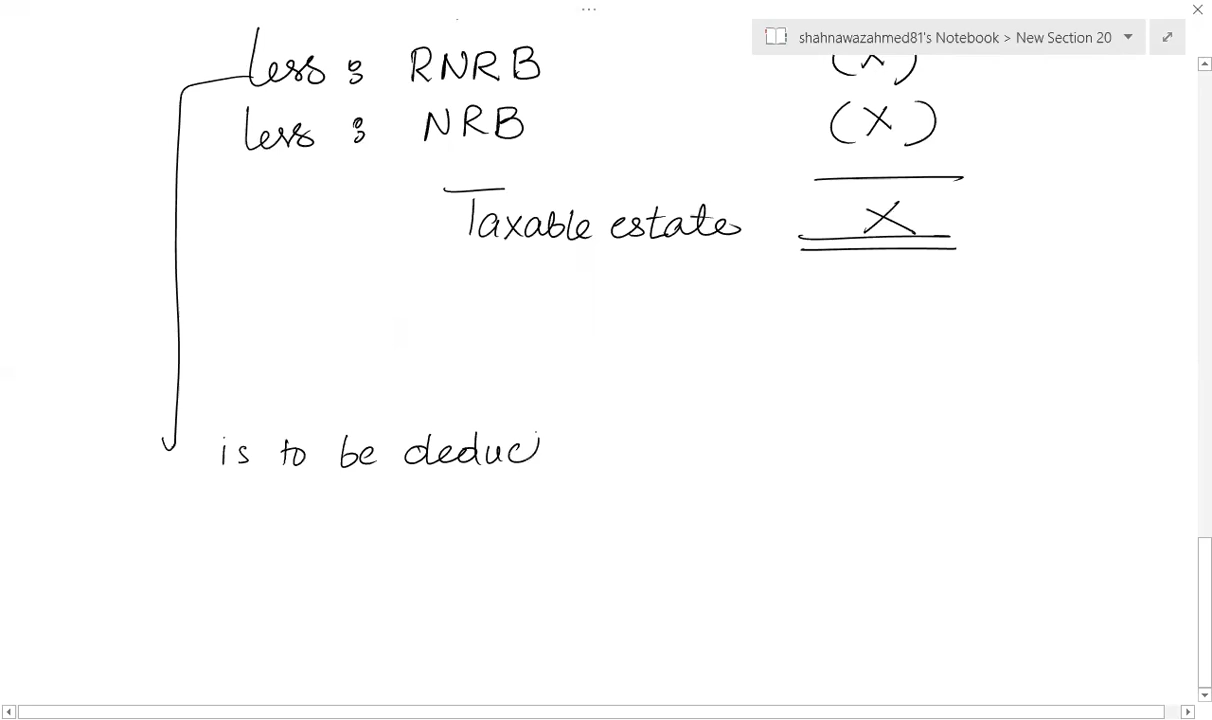 shahnawazahmed81's Notebook > New Section 20
less : RNRB (X)
less : NRB (X)
Taxable estate X
is to be deduc